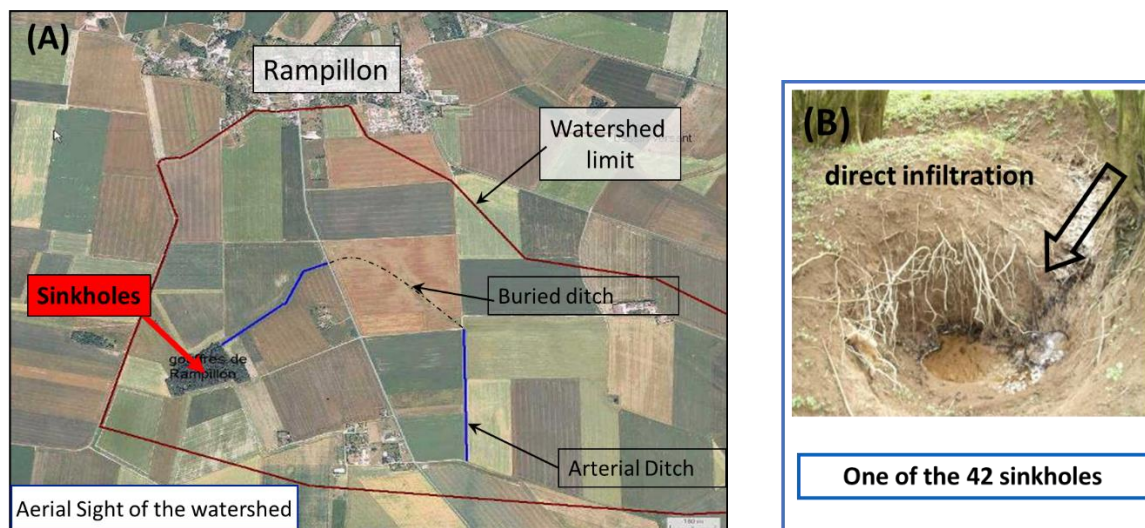 (A)
Rampillon
Watershed
limit
Sinkholes
Buried ditch
gouffres de
Rampillon
Arterial Ditch
Aerial Sight of the watershed
(B)
direct infiltration
One of the 42 sinkholes